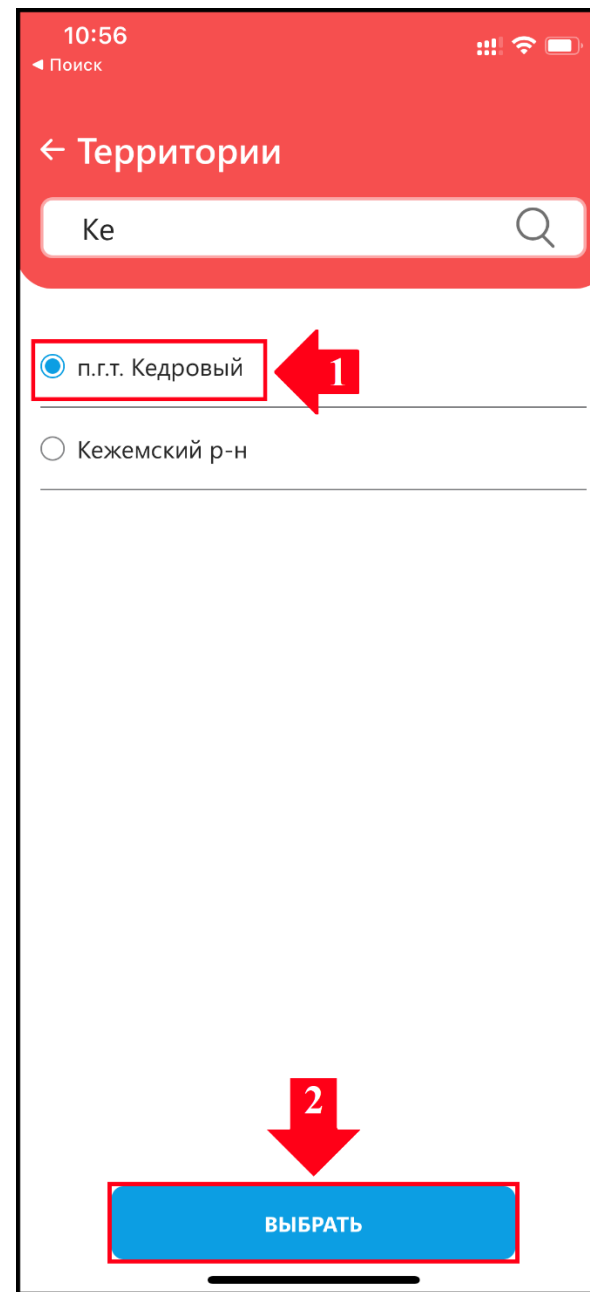 10:56
◀ Поиск
← Территории
Ке
п.г.т. Кедровый
1
Кежемский р-н
2
ВЫБРАТЬ